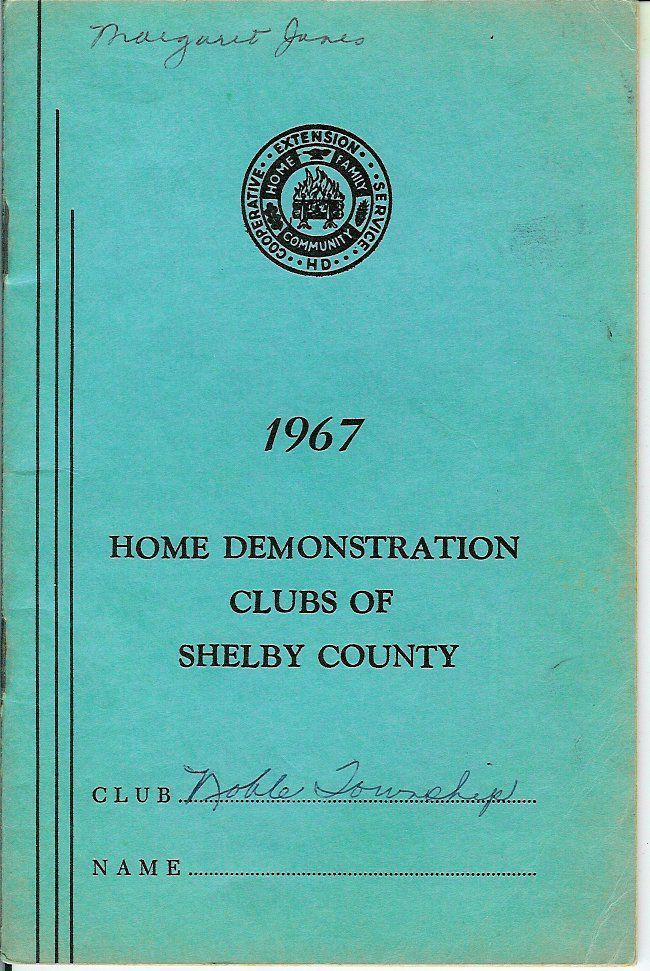 Margaret Jones
COOPERATIVE · · EXTENSION · · · SERVICE · · · HD · ·
HOME FAMILY COMMUNITY
1967
HOME DEMONSTRATION
CLUBS OF
SHELBY COUNTY
CLUB Noble Township
NAME